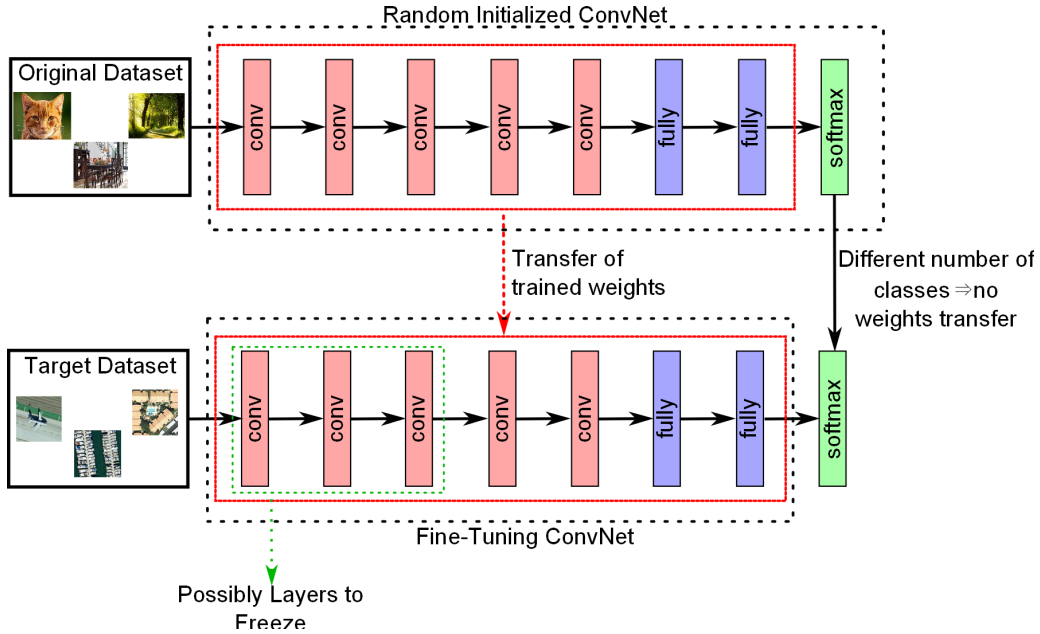 Random Initialized ConvNet
Original Dataset
conv
conv
conv
conv
conv
fully
fully
softmax
Transfer of
trained weights
Different number of
classes ⇒no
weights transfer
Target Dataset
conv
conv
conv
conv
conv
fully
fully
softmax
Fine-Tuning ConvNet
Possibly Layers to
Freeze